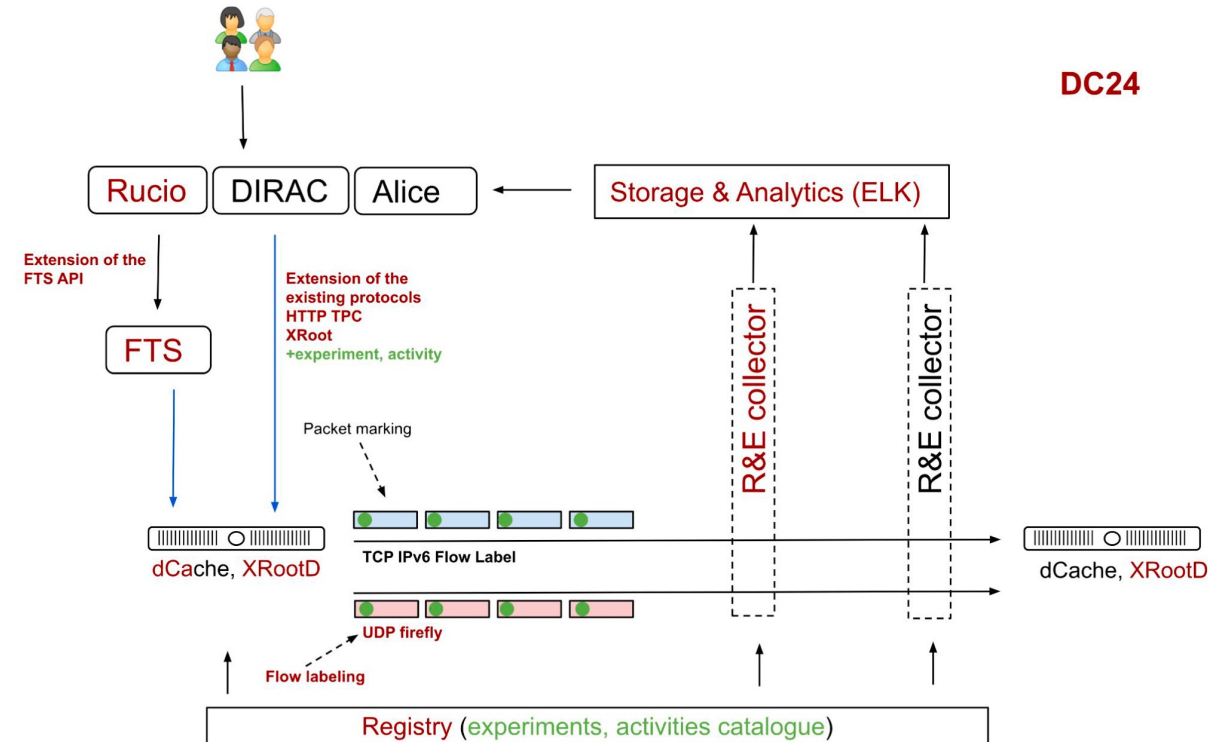 DC24
Rucio
DIRAC
Alice
Storage & Analytics (ELK)
Extension of the
FTS API
Extension of the
existing protocols
HTTP TPC
XRoot
+experiment, activity
FTS
R&E collector
R&E collector
Packet marking
TCP IPv6 Flow Label
dCache, XRootD
dCache, XRootD
UDP firefly
Flow labeling
Registry (experiments, activities catalogue)